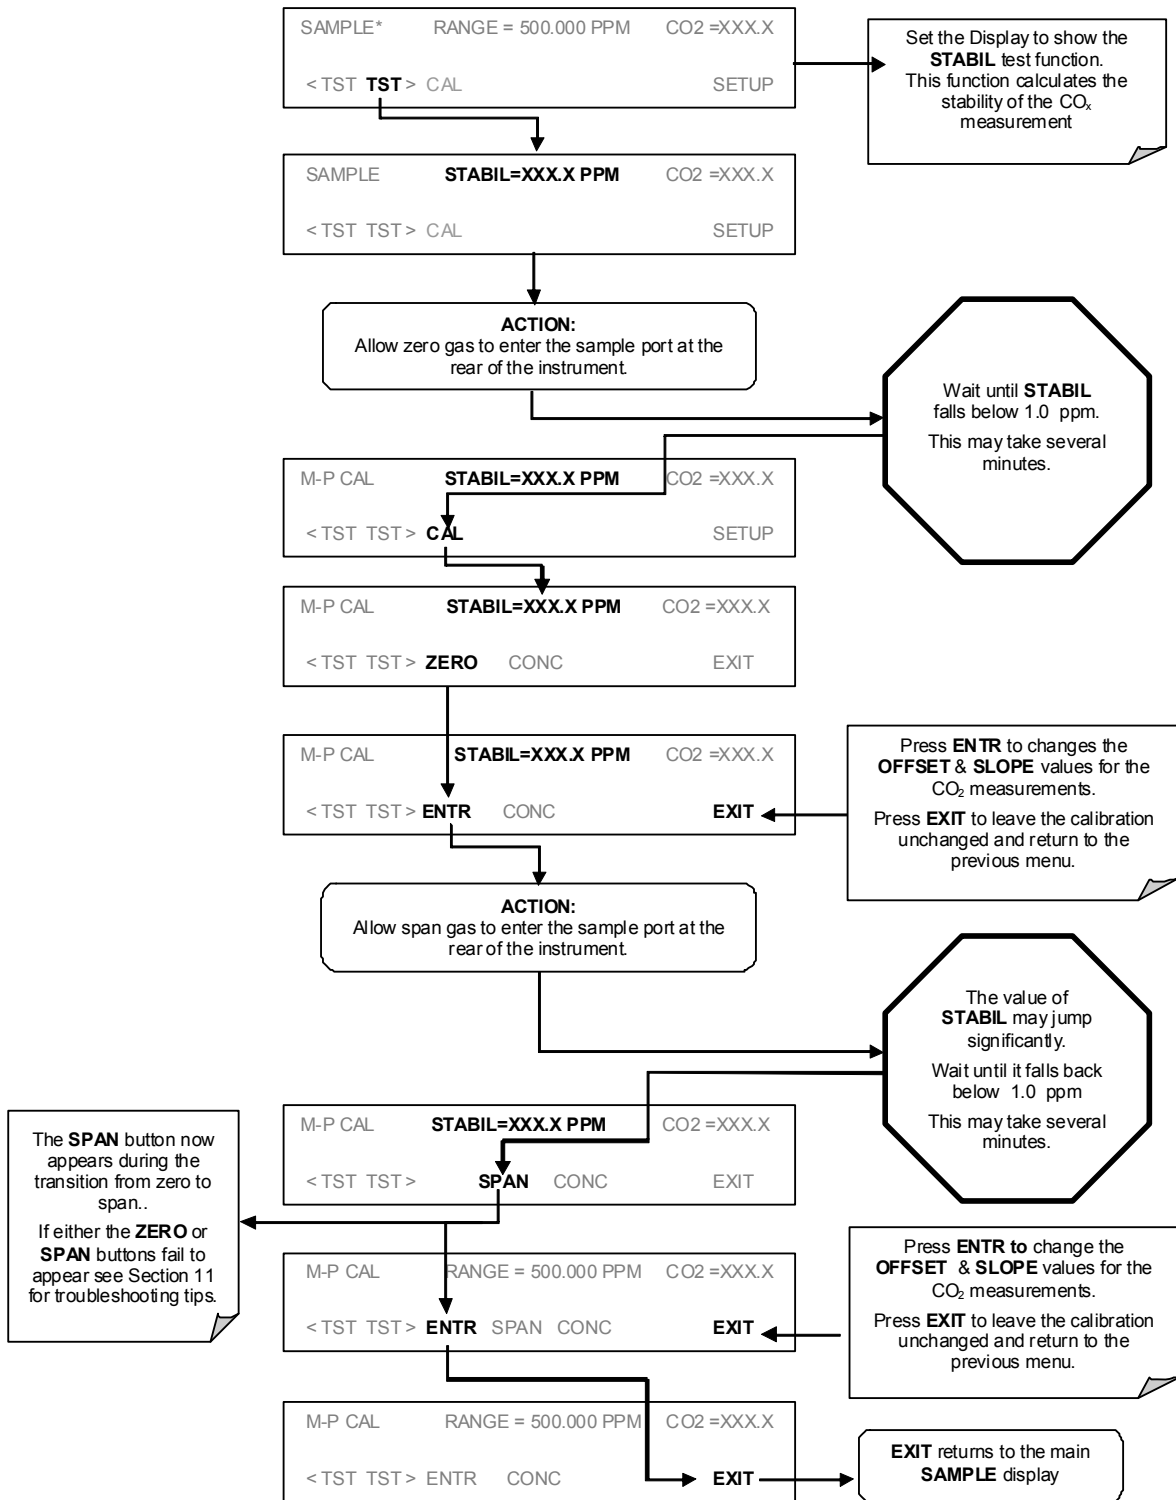 SAMPLE* RANGE = 500.000 PPM CO2 =XXX.X
< TST TST > CAL SETUP
Set the Display to show the
STABIL test function.
This function calculates the
stability of the COx
measurement
SAMPLE STABIL=XXX.X PPM CO2 =XXX.X
< TST TST > CAL SETUP
ACTION:
Allow zero gas to enter the sample port at the
rear of the instrument.
Wait until STABIL
falls below 1.0 ppm.
This may take several
minutes.
M-P CAL STABIL=XXX.X PPM CO2 =XXX.X
< TST TST > CAL SETUP
M-P CAL STABIL=XXX.X PPM CO2 =XXX.X
< TST TST > ZERO CONC EXIT
M-P CAL STABIL=XXX.X PPM CO2 =XXX.X
< TST TST > ENTR CONC EXIT
Press ENTR to changes the
OFFSET & SLOPE values for the
CO2 measurements.
Press EXIT to leave the calibration
unchanged and return to the
previous menu.
ACTION:
Allow span gas to enter the sample port at the
rear of the instrument.
The value of
STABIL may jump
significantly.
Wait until it falls back
below 1.0 ppm
This may take several
minutes.
M-P CAL STABIL=XXX.X PPM CO2 =XXX.X
< TST TST > SPAN CONC EXIT
The SPAN button now
appears during the
transition from zero to
span..
If either the ZERO or
SPAN buttons fail to
appear see Section 11
for troubleshooting tips.
M-P CAL RANGE = 500.000 PPM CO2 =XXX.X
< TST TST > ENTR SPAN CONC EXIT
Press ENTR to change the
OFFSET & SLOPE values for the
CO2 measurements.
Press EXIT to leave the calibration
unchanged and return to the
previous menu.
M-P CAL RANGE = 500.000 PPM CO2 =XXX.X
< TST TST > ENTR CONC EXIT
EXIT returns to the main
SAMPLE display